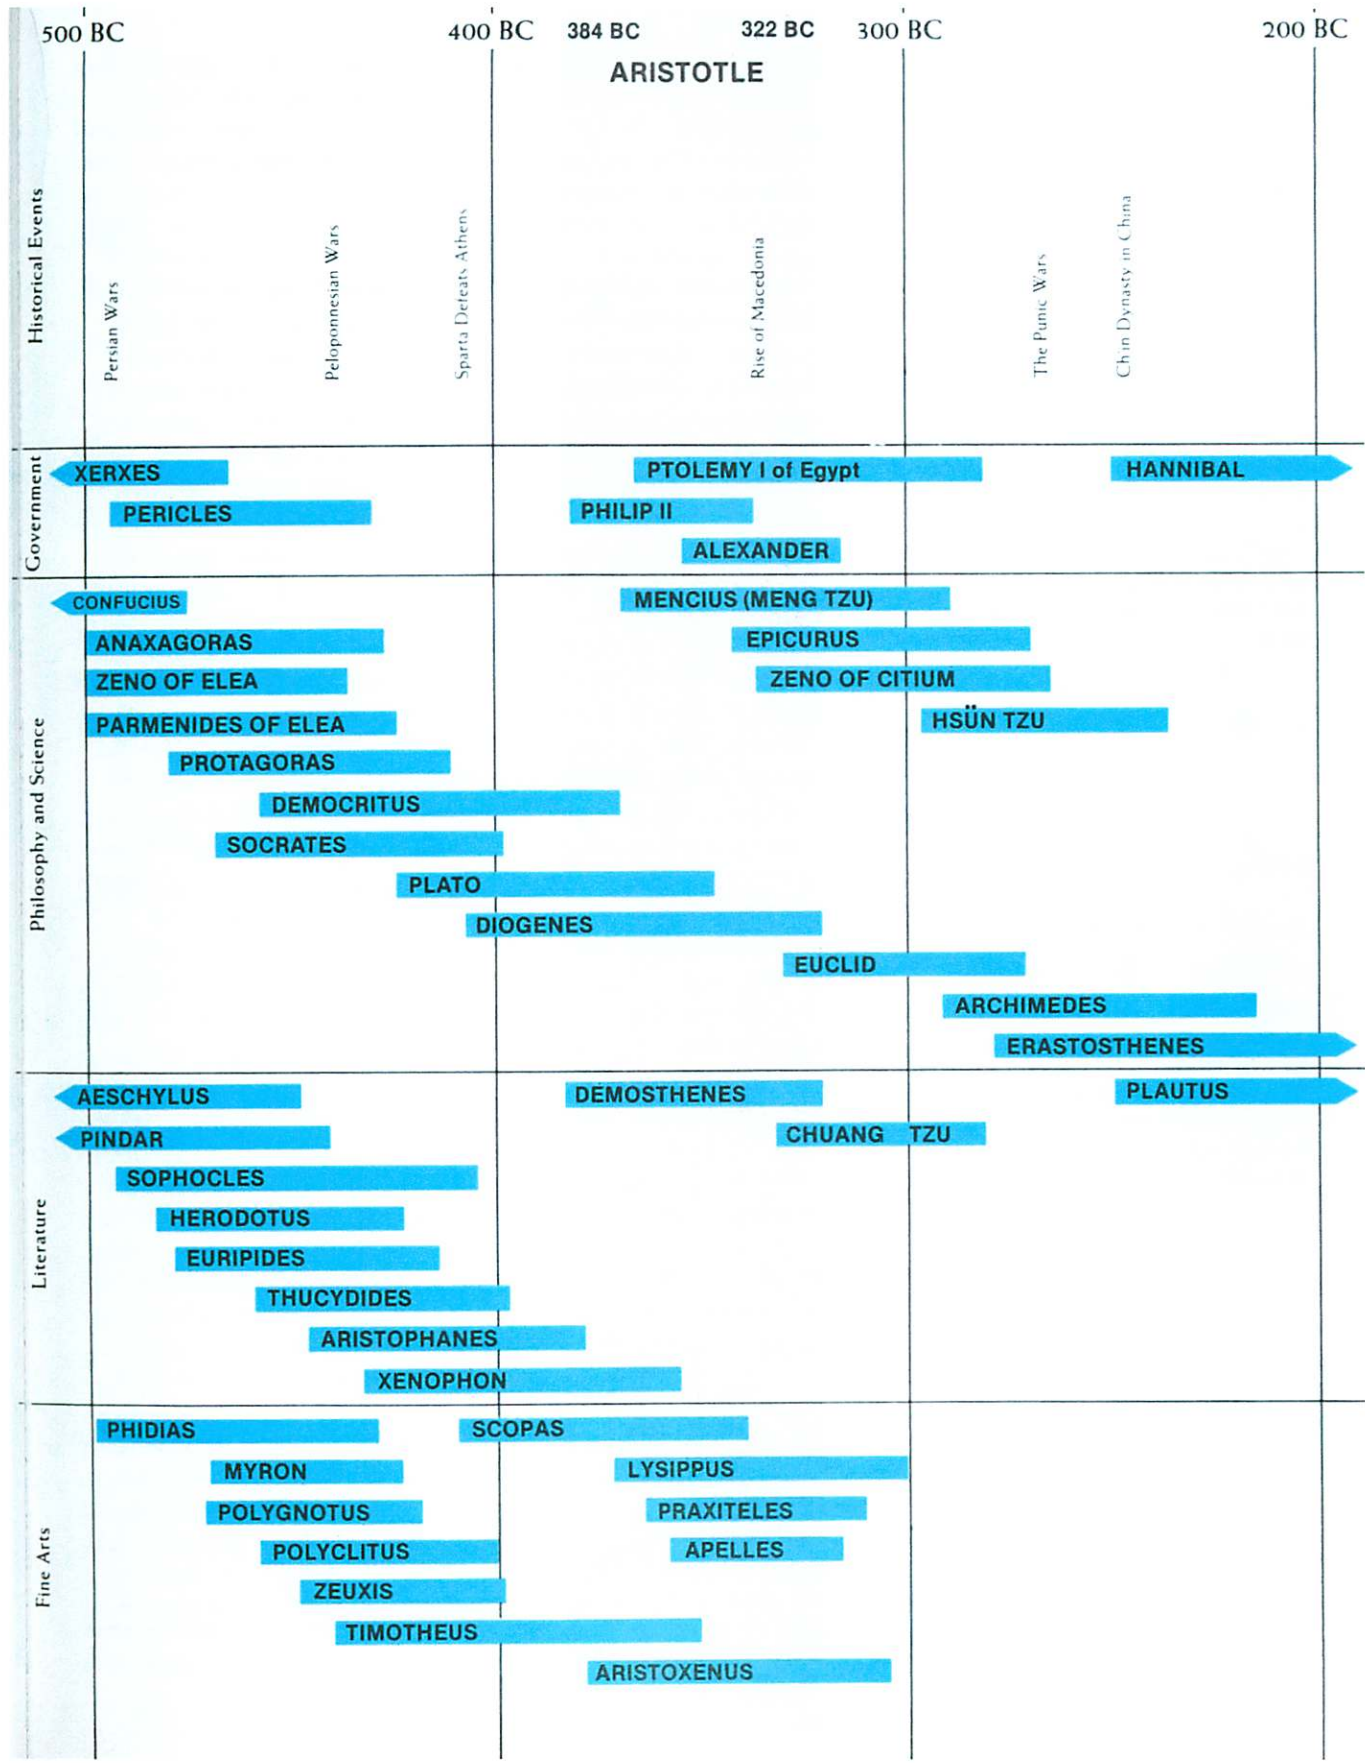 500 BC 400 BC 384 BC 322 BC 300 BC 200 BC
ARISTOTLE
Historical Events
Persian Wars
Peloponnesian Wars
Sparta Defeats Athens
Rise of Macedonia
The Punic Wars
Ch'in Dynasty in China
Government
XERXES PTOLEMY I of Egypt HANNIBAL
PERICLES PHILIP II
ALEXANDER
Philosophy and Science
CONFUCIUS MENCIUS (MENG TZU)
ANAXAGORAS EPICURUS
ZENO OF ELEA ZENO OF CITIUM
PARMENIDES OF ELEA HSÜN TZU
PROTAGORAS
DEMOCRITUS
SOCRATES
PLATO
DIOGENES
EUCLID
ARCHIMEDES
ERASTOSTHENES
Literature
AESCHYLUS DEMOSTHENES PLAUTUS
PINDAR CHUANG TZU
SOPHOCLES
HERODOTUS
EURIPIDES
THUCYDIDES
ARISTOPHANES
XENOPHON
Fine Arts
PHIDIAS SCOPAS
MYRON LYSIPPUS
POLYGNOTUS PRAXITELES
POLYCLITUS APELLES
ZEUXIS
TIMOTHEUS
ARISTOXENUS